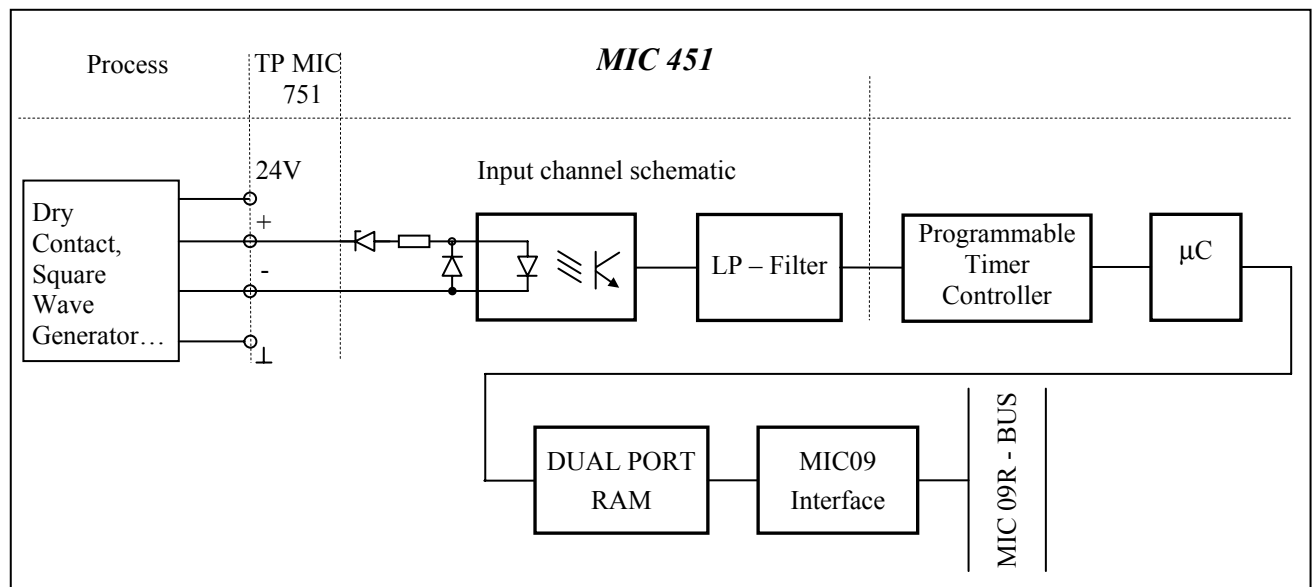 Process
TP MIC
751
MIC 451
24V
+
-
⊥
Dry
Contact,
Square
Wave
Generator…
Input channel schematic
LP – Filter
Programmable
Timer
Controller
μC
DUAL PORT
RAM
MIC09
Interface
MIC 09R - BUS